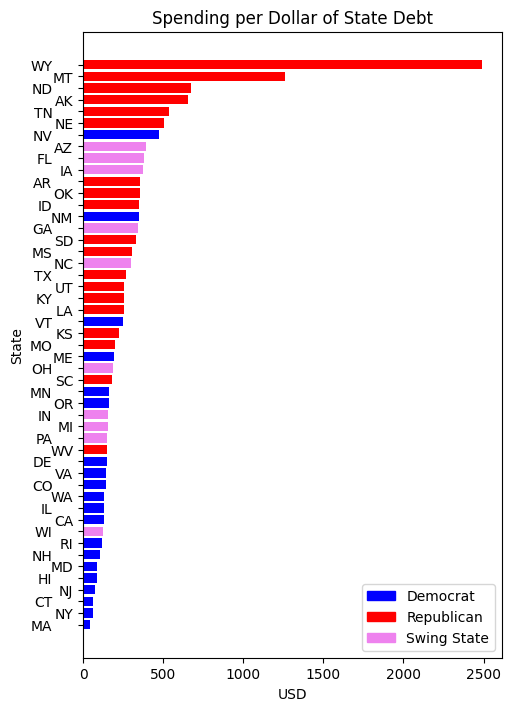 Spending per Dollar of State Debt
WY
MT
ND
AK
TN
NE
NV
AZ
FL
IA
AR
OK
ID
NM
GA
SD
MS
NC
TX
UT
KY
LA
VT
KS
MO
ME
OH
SC
MN
OR
IN
MI
PA
WV
DE
VA
CO
WA
IL
CA
WI
RI
NH
MD
HI
NJ
CT
NY
MA
State
Democrat
Republican
Swing State
0 500 1000 1500 2000 2500
USD